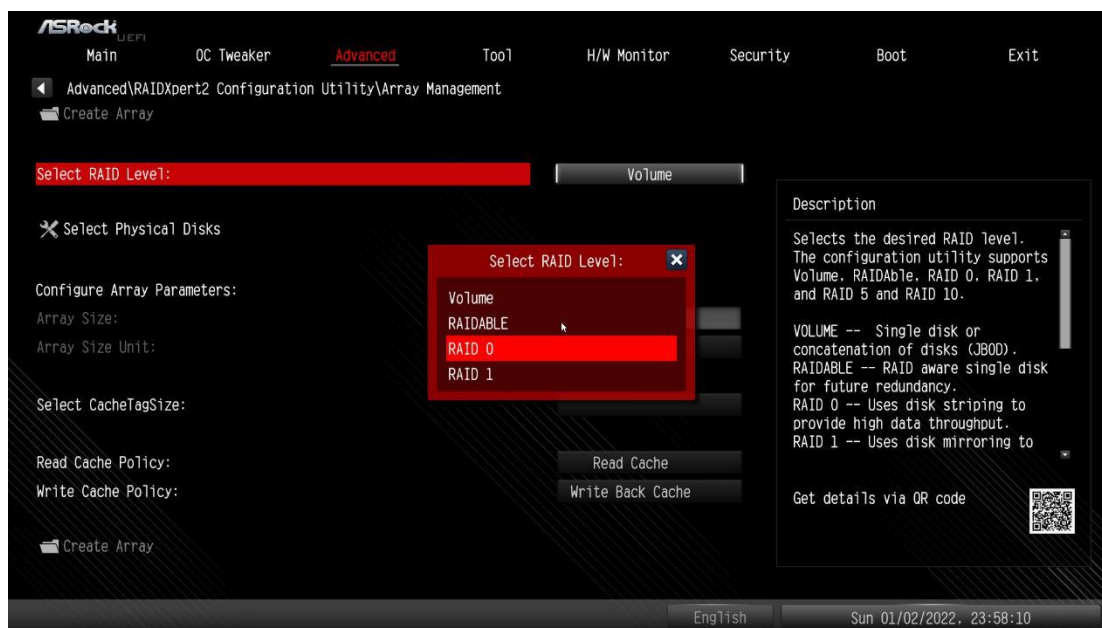 ASRock UEFI
Main OC Tweaker Advanced Tool H/W Monitor Security Boot Exit
Advanced\RAIDXpert2 Configuration Utility\Array Management
Create Array
Select RAID Level: Volume
Select Physical Disks
Configure Array Parameters:
Array Size:
Array Size Unit:
Select CacheTagSize:
Read Cache Policy: Read Cache
Write Cache Policy: Write Back Cache
Create Array
Select RAID Level:
Volume
RAIDABLE
RAID 0
RAID 1
Description
Selects the desired RAID level.
The configuration utility supports
Volume, RAIDAble, RAID 0, RAID 1,
and RAID 5 and RAID 10.
VOLUME -- Single disk or
concatenation of disks (JBOD).
RAIDABLE -- RAID aware single disk
for future redundancy.
RAID 0 -- Uses disk striping to
provide high data throughput.
RAID 1 -- Uses disk mirroring to
Get details via QR code
English Sun 01/02/2022, 23:58:10